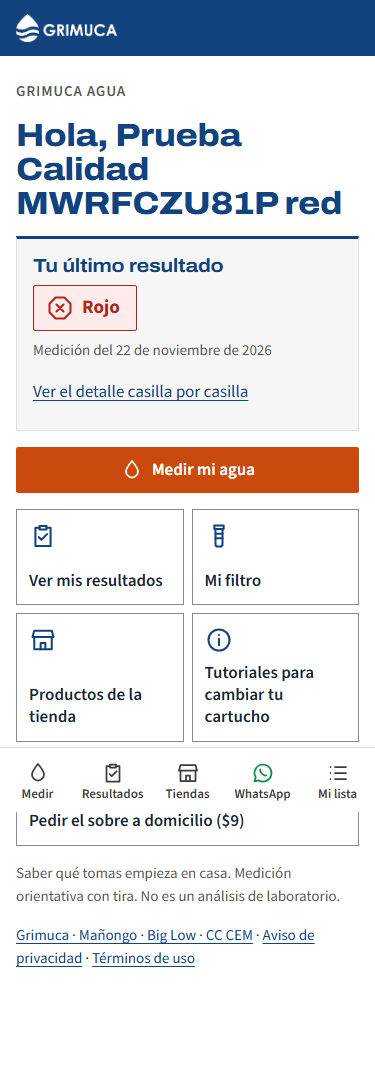 GRIMUCA
GRIMUCA AGUA
Hola, Prueba
Calidad
MWRFCZU81P red
Tu último resultado
Rojo
Medición del 22 de noviembre de 2026
Ver el detalle casilla por casilla
Medir mi agua
Ver mis resultados
Mi filtro
Productos de la
tienda
Tutoriales para
cambiar tu
cartucho
Medir
Resultados
Tiendas
WhatsApp
Mi lista
Pedir el sobre a domicilio ($9)
Saber qué tomas empieza en casa. Medición
orientativa con tira. No es un análisis de laboratorio.
Grimuca · Mañongo · Big Low · CC CEM · Aviso de
privacidad · Términos de uso